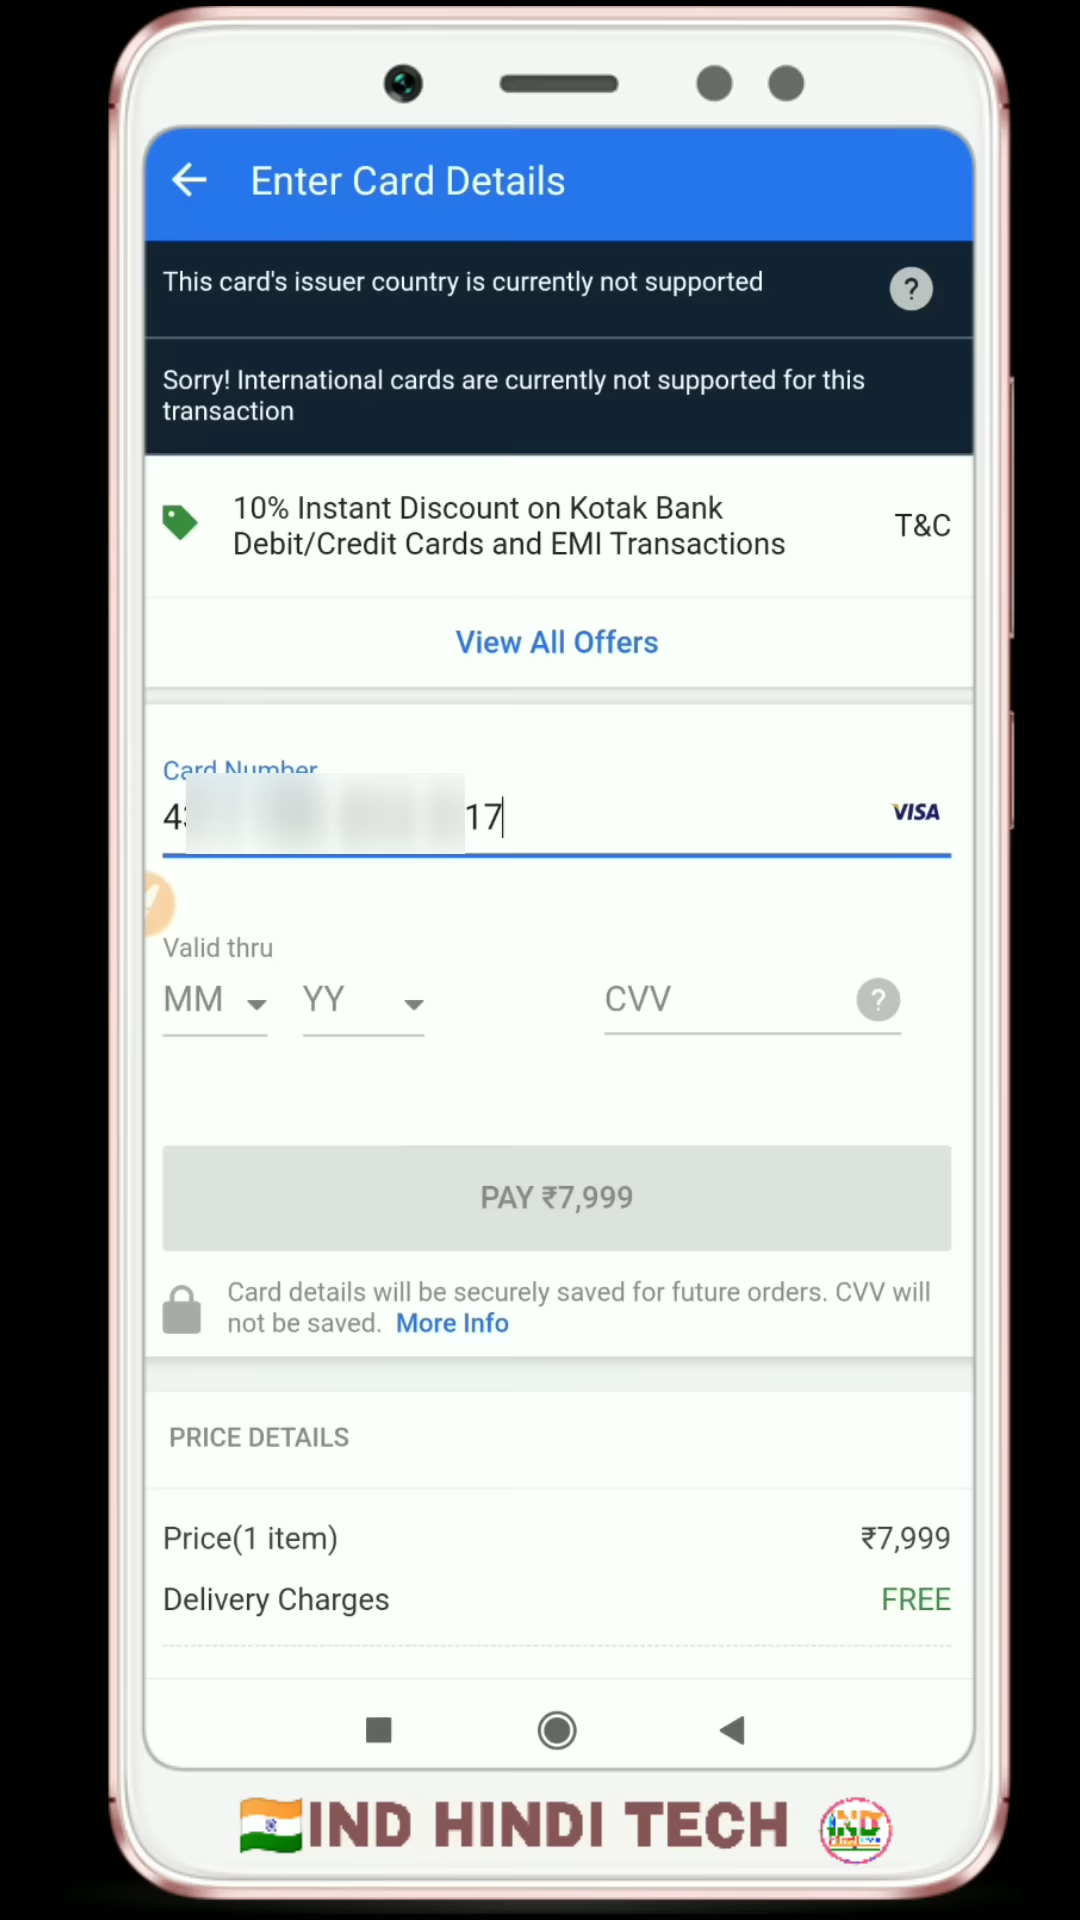 Enter Card Details
This card's issuer country is currently not supported
?
Sorry! International cards are currently not supported for this
transaction
10% Instant Discount on Kotak Bank
Debit/Credit Cards and EMI Transactions
T&C
View All Offers
Card Number
17
VISA
Valid thru
MM YY CVV ?
PAY ₹7,999
Card details will be securely saved for future orders. CVV will
not be saved. More Info
PRICE DETAILS
Price(1 item) ₹7,999
Delivery Charges FREE
IND HINDI TECH
IND